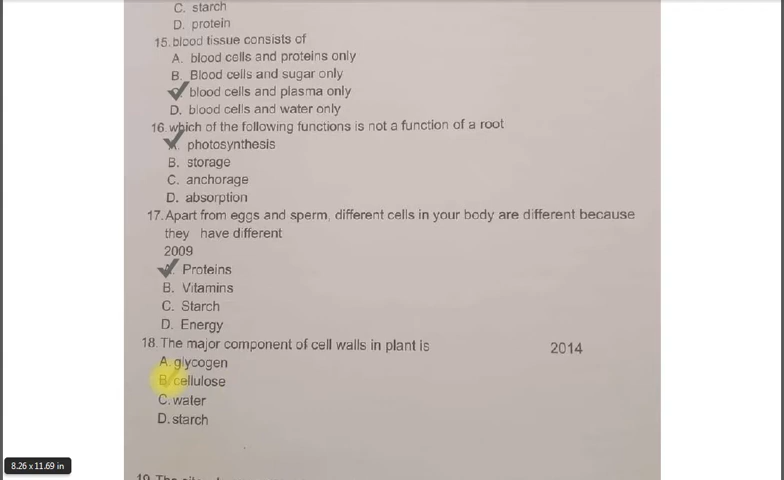 C. starch
D. protein
15. blood tissue consists of
A. blood cells and proteins only
B. Blood cells and sugar only
blood cells and plasma only
D. blood cells and water only
16. which of the following functions is not a function of a root
photosynthesis
B. storage
C. anchorage
D. absorption
17. Apart from eggs and sperm, different cells in your body are different because
they have different
2009
Proteins
B. Vitamins
C. Starch
D. Energy
18. The major component of cell walls in plant is 2014
A. glycogen
B. cellulose
C. water
D. starch
8.26 x 11.69 in